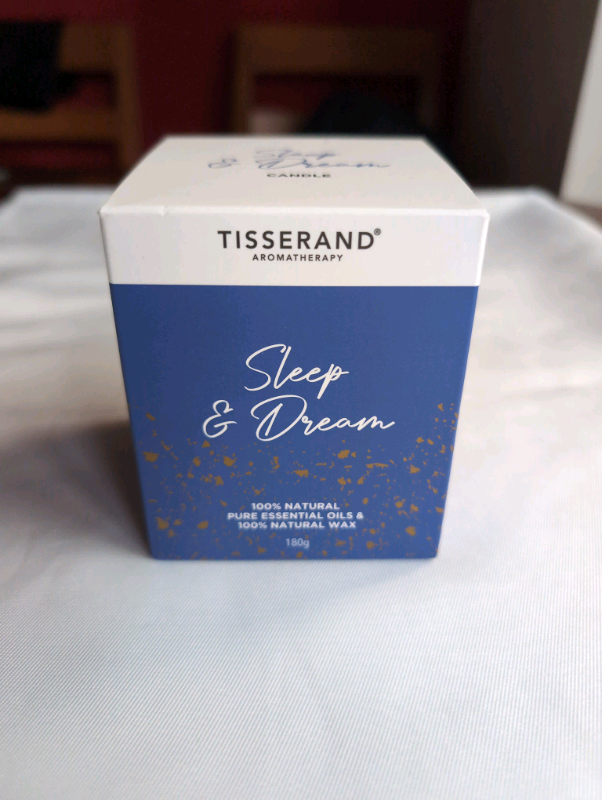 Sleep
& Dream
CANDLE
TISSERAND®
AROMATHERAPY
Sleep
& Dream
100% NATURAL
PURE ESSENTIAL OILS &
100% NATURAL WAX
180g